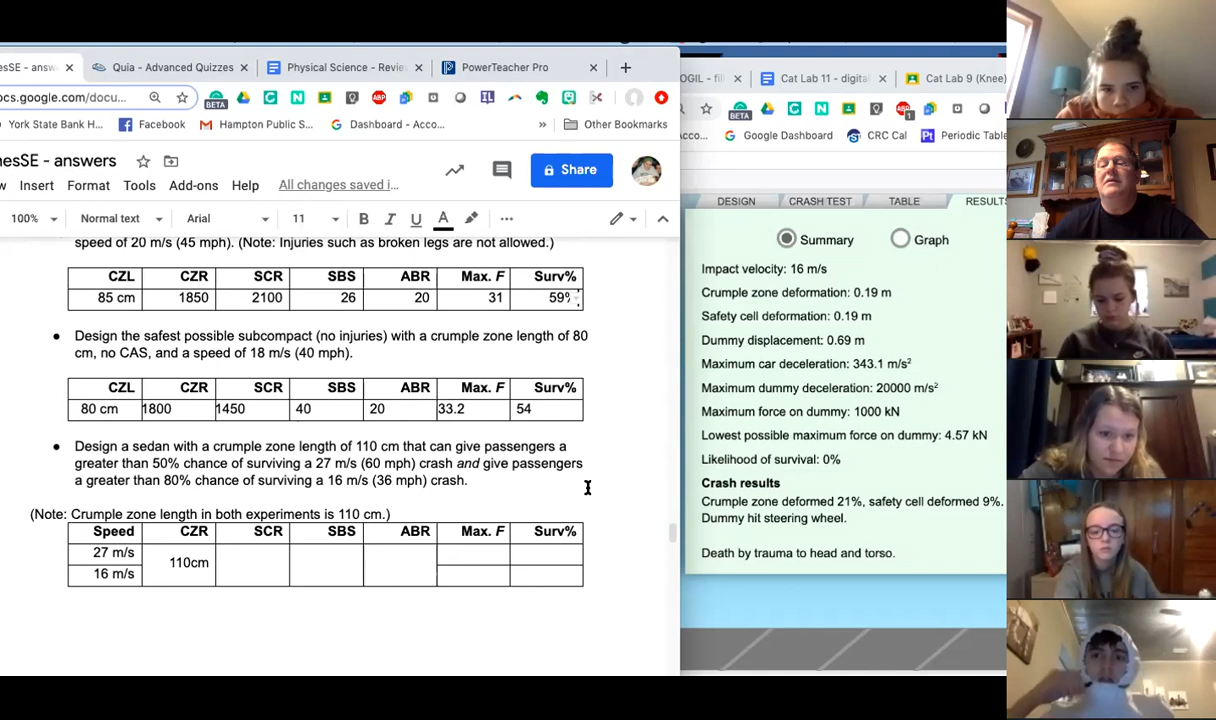 nesSE - answ
Quia - Advanced Quizzes
Physical Science - Review
PowerTeacher Pro
ocs.google.com/docu...
BETA
ABP
York State Bank H...
Facebook
Hampton Public S...
Dashboard - Acco...
»
Other Bookmarks
nesSE - answers
Share
w Insert Format Tools Add-ons Help All changes saved i...
100% Normal text Arial 11 B I U A
speed of 20 m/s (45 mph). (Note: Injuries such as broken legs are not allowed.)
CZL CZR SCR SBS ABR Max. F Surv%
85 cm 1850 2100 26 20 31 59%
● Design the safest possible subcompact (no injuries) with a crumple zone length of 80
cm, no CAS, and a speed of 18 m/s (40 mph).
CZL CZR SCR SBS ABR Max. F Surv%
80 cm 1800 1450 40 20 33.2 54
● Design a sedan with a crumple zone length of 110 cm that can give passengers a
greater than 50% chance of surviving a 27 m/s (60 mph) crash and give passengers
a greater than 80% chance of surviving a 16 m/s (36 mph) crash.
(Note: Crumple zone length in both experiments is 110 cm.)
Speed CZR SCR SBS ABR Max. F Surv%
27 m/s
110cm
16 m/s
OGIL - fil
Cat Lab 11 - digital
Cat Lab 9 (Knee)
BETA
ABP
1
Acco...
Google Dashboard
CRC Cal
Pt Periodic Table
DESIGN CRASH TEST TABLE RESULTS
Summary Graph
Impact velocity: 16 m/s
Crumple zone deformation: 0.19 m
Safety cell deformation: 0.19 m
Dummy displacement: 0.69 m
Maximum car deceleration: 343.1 m/s²
Maximum dummy deceleration: 20000 m/s²
Maximum force on dummy: 1000 kN
Lowest possible maximum force on dummy: 4.57 kN
Likelihood of survival: 0%
Crash results
Crumple zone deformed 21%, safety cell deformed 9%.
Dummy hit steering wheel.
Death by trauma to head and torso.